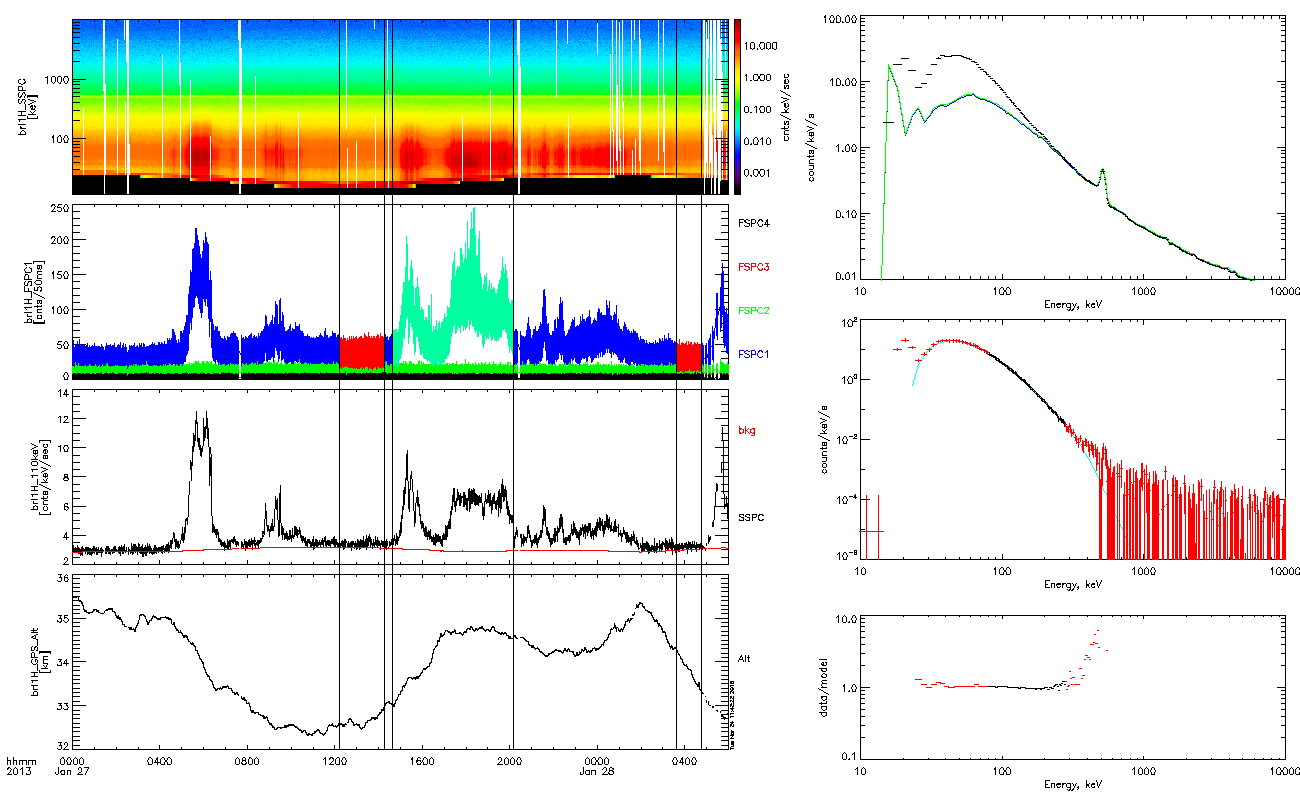 brl1H_SSPC
[keV]
1000
100
10.000
1.000
0.100
0.010
0.001
cnts/keV/sec
brl1H_FSPC1
[cnts/50ms]
250
200
150
100
50
0
FSPC4
FSPC3
FSPC2
FSPC1
brl1H_110keV
[cnts/keV/sec]
14
12
10
8
6
4
2
bkg
SSPC
brl1H_GPS_Alt
[km]
36
35
34
33
32
Alt
hhmm
2013
0000
Jan 27
0400
0800
1200
1600
2000
0000
Jan 28
0400
counts/keV/s
100.00
10.00
1.00
0.10
0.01
10
100
1000
10000
Energy, keV
counts/keV/s
10²
10⁰
10⁻²
10⁻⁴
10⁻⁶
10
100
1000
10000
Energy, keV
data/model
10.0
1.0
0.1
10
100
1000
10000
Energy, keV